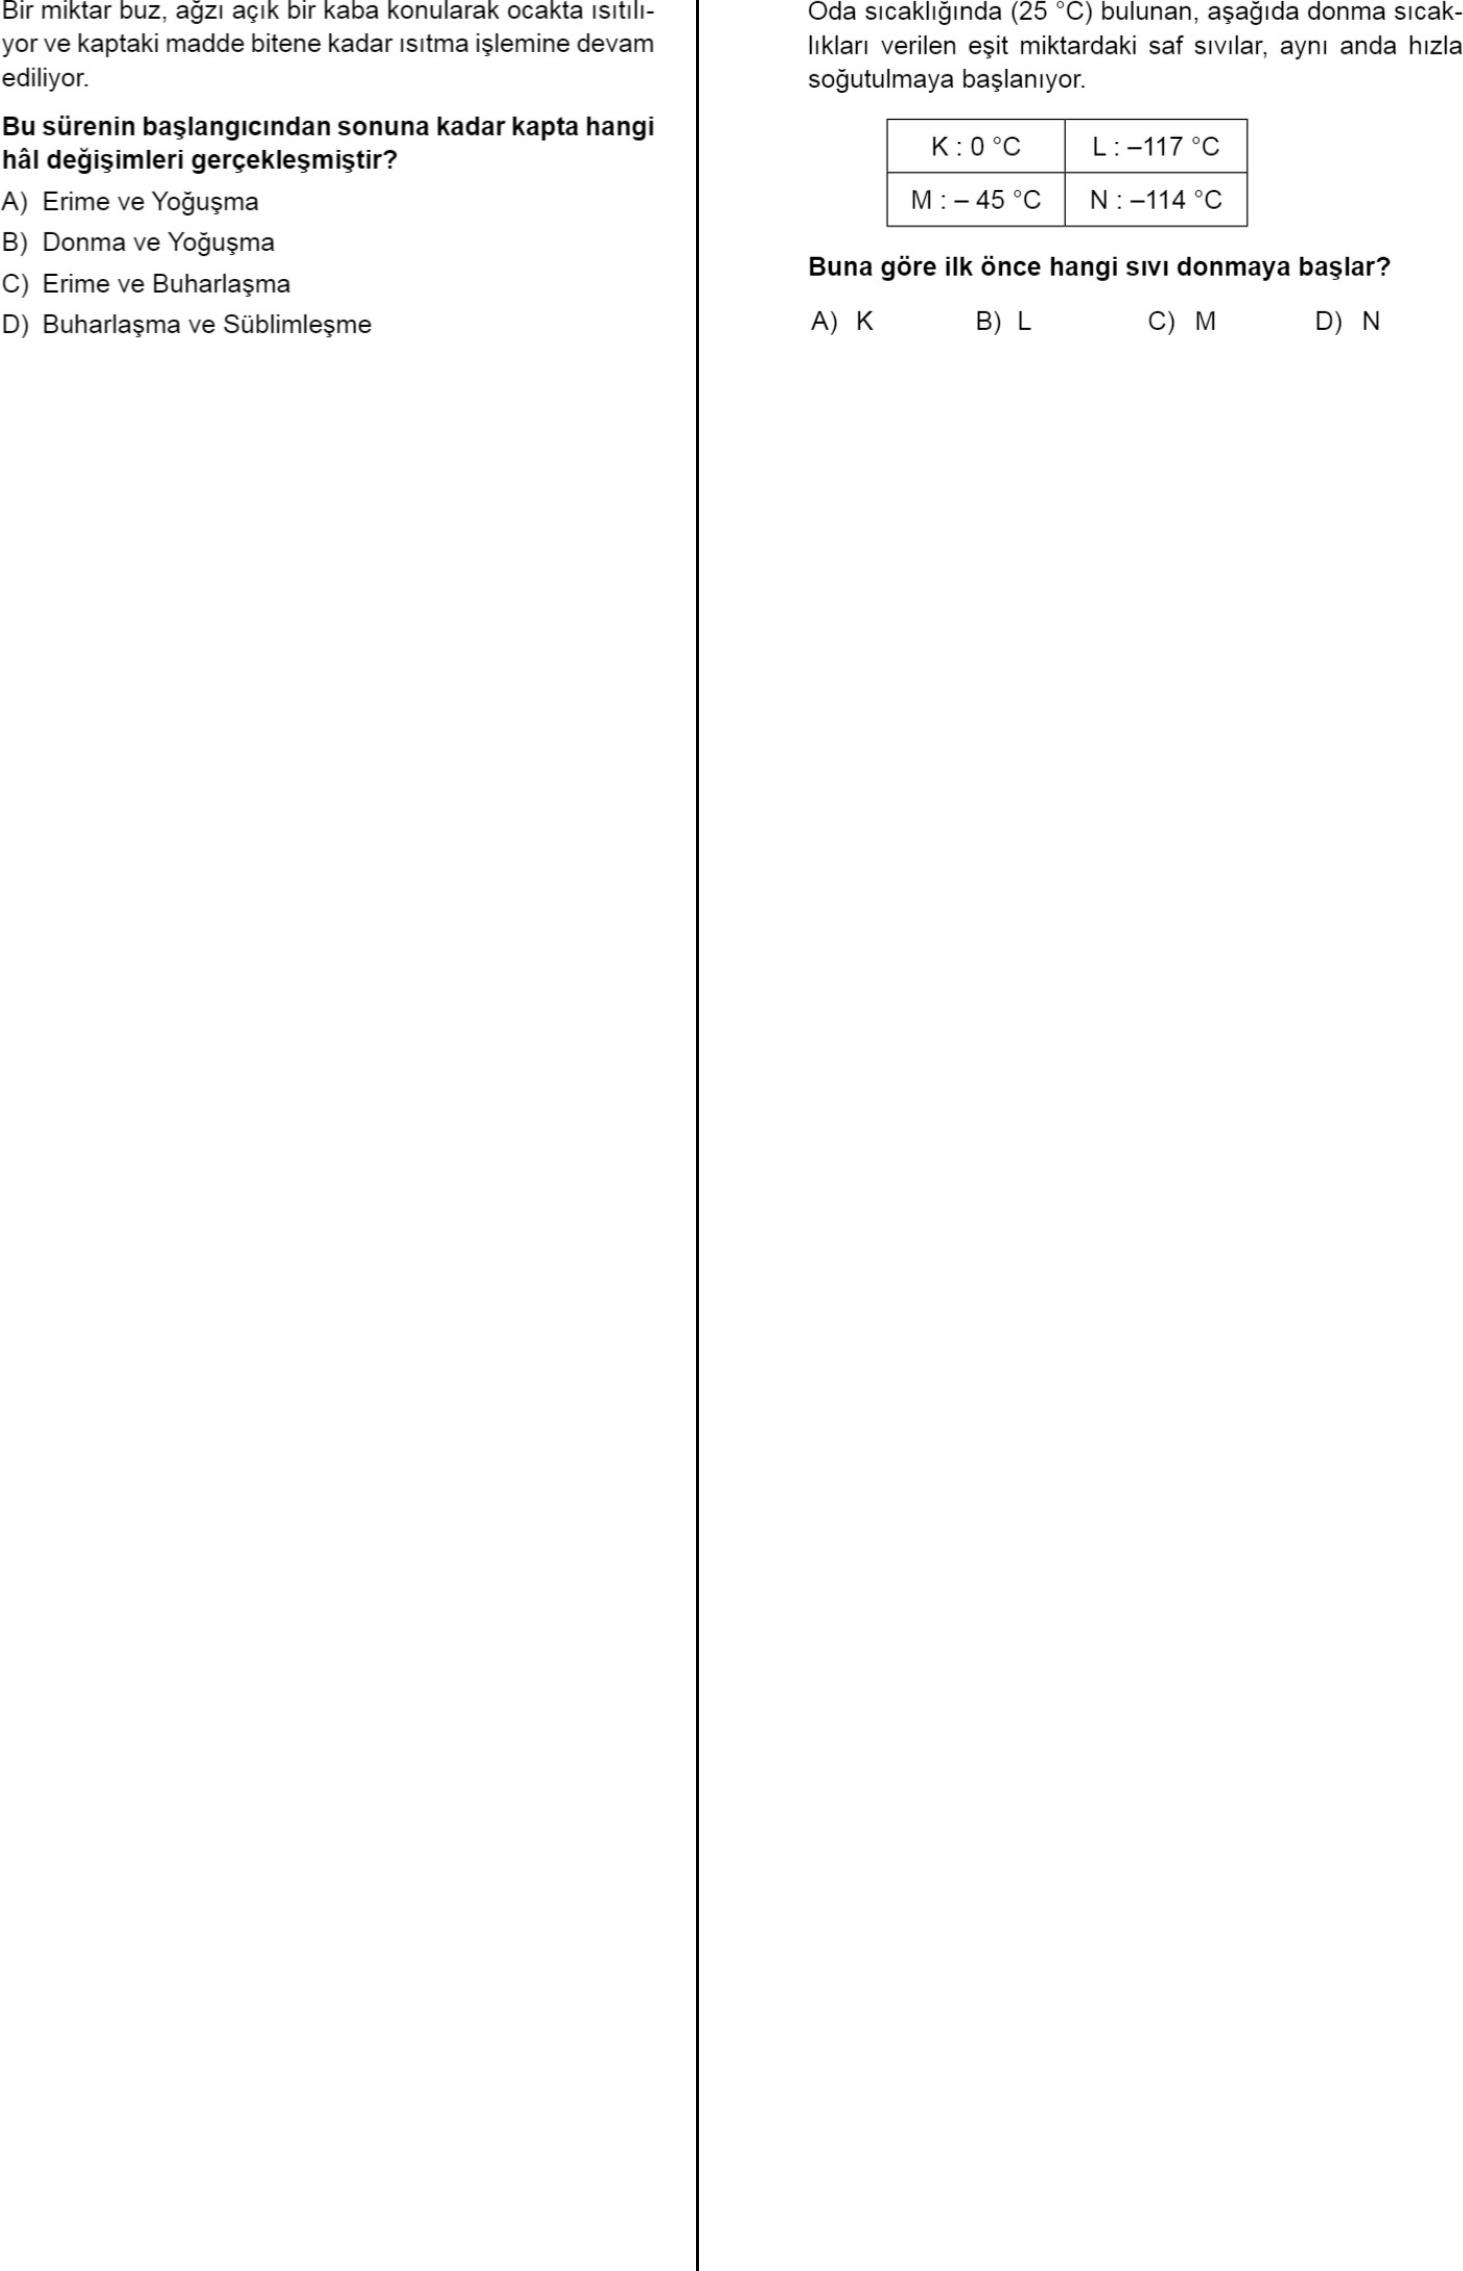 Bir miktar buz, ağzı açık bir kaba konularak ocakta ısıtılı-
yor ve kaptaki madde bitene kadar ısıtma işlemine devam
ediliyor.
Bu sürenin başlangıcından sonuna kadar kapta hangi
hâl değişimleri gerçekleşmiştir?
A) Erime ve Yoğuşma
B) Donma ve Yoğuşma
C) Erime ve Buharlaşma
D) Buharlaşma ve Süblimleşme
Oda sıcaklığında (25 °C) bulunan, aşağıda donma sıcak-
lıkları verilen eşit miktardaki saf sıvılar, aynı anda hızla
soğutulmaya başlanıyor.
K : 0 °C L : –117 °C
M : – 45 °C N : –114 °C
Buna göre ilk önce hangi sıvı donmaya başlar?
A) K B) L C) M D) N